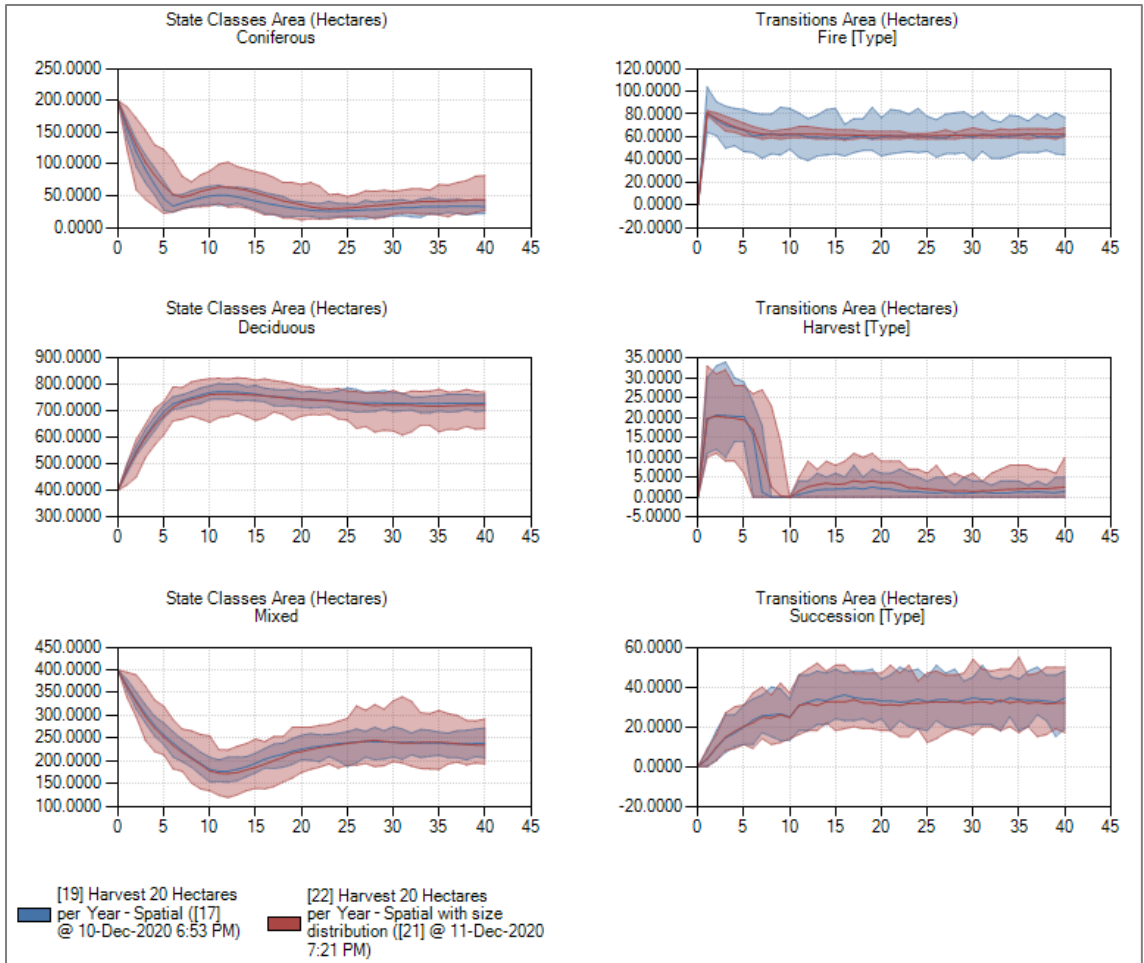 State Classes Area (Hectares)
Coniferous
250.0000
200.0000
150.0000
100.0000
50.0000
0.0000
0 5 10 15 20 25 30 35 40 45
Transitions Area (Hectares)
Fire [Type]
120.0000
100.0000
80.0000
60.0000
40.0000
20.0000
0.0000
-20.0000
0 5 10 15 20 25 30 35 40 45
State Classes Area (Hectares)
Deciduous
900.0000
800.0000
700.0000
600.0000
500.0000
400.0000
300.0000
0 5 10 15 20 25 30 35 40 45
Transitions Area (Hectares)
Harvest [Type]
35.0000
30.0000
25.0000
20.0000
15.0000
10.0000
5.0000
0.0000
-5.0000
0 5 10 15 20 25 30 35 40 45
State Classes Area (Hectares)
Mixed
450.0000
400.0000
350.0000
300.0000
250.0000
200.0000
150.0000
100.0000
0 5 10 15 20 25 30 35 40 45
Transitions Area (Hectares)
Succession [Type]
60.0000
40.0000
20.0000
0.0000
-20.0000
0 5 10 15 20 25 30 35 40 45
[19] Harvest 20 Hectares
per Year - Spatial ([17]
@ 10-Dec-2020 6:53 PM)
[22] Harvest 20 Hectares
per Year - Spatial with size
distribution ([21] @ 11-Dec-2020
7:21 PM)